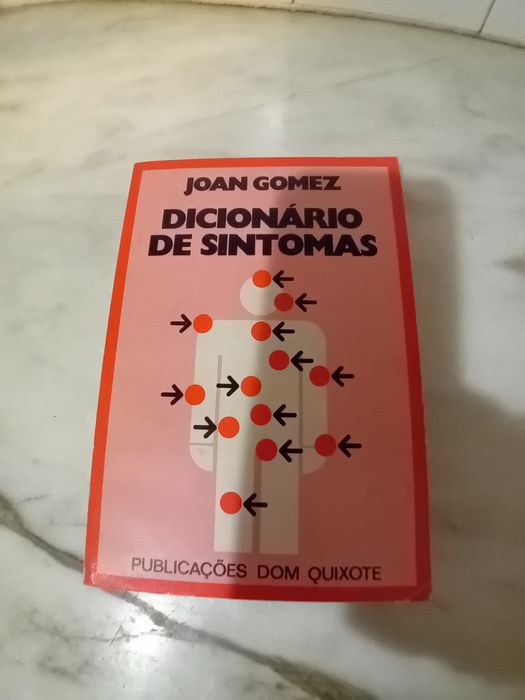 JOAN GOMEZ
DICIONÁRIO
DE SINTOMAS
PUBLICAÇÕES DOM QUIXOTE